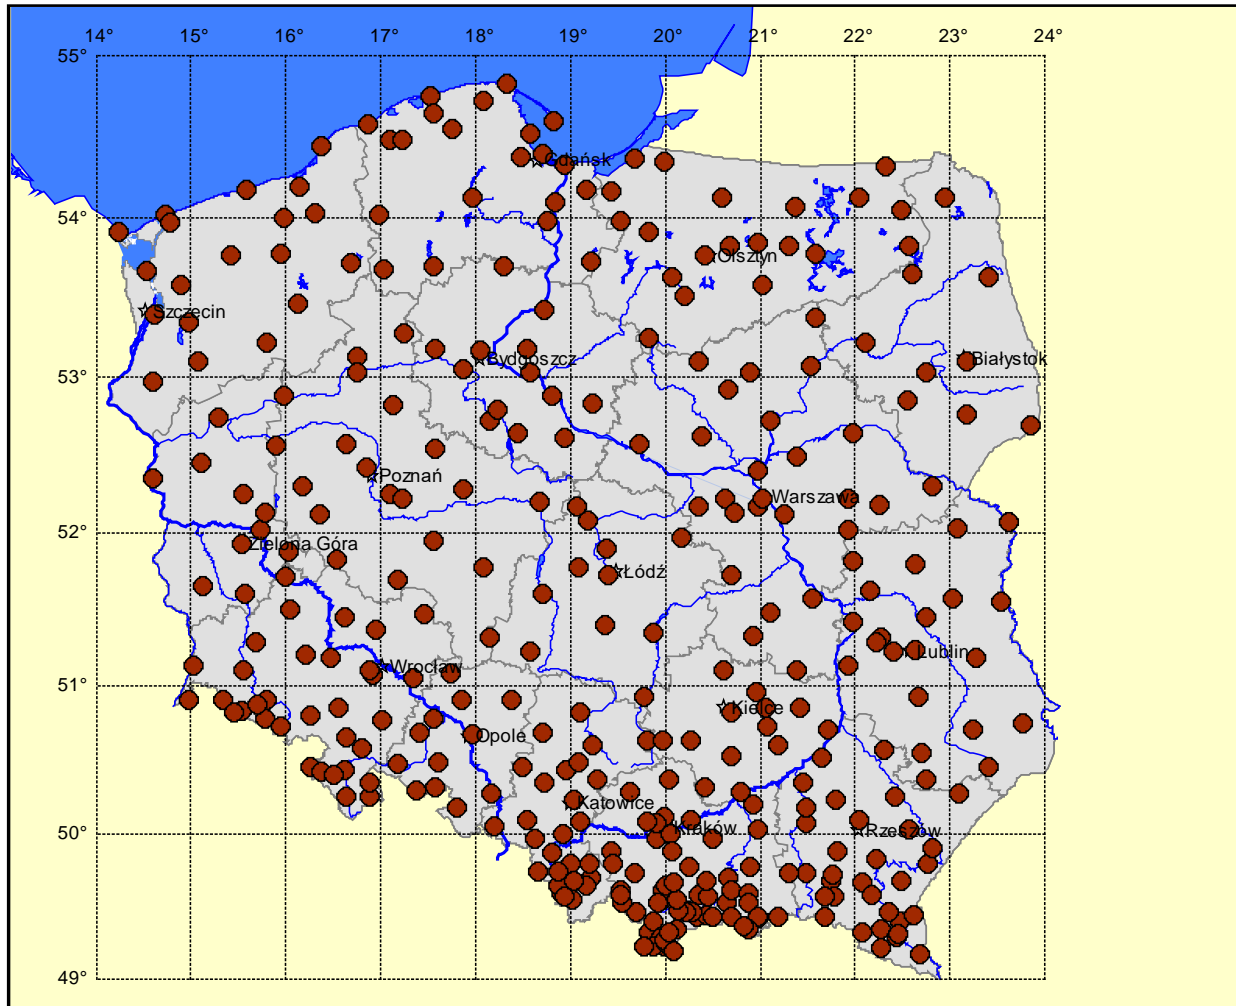 14° 15° 16° 17° 18° 19° 20° 21° 22° 23° 24°
55°
Gdańsk
54°
Olsztyn
Szczecin
Bydgoszcz
Białystok
53°
Poznań
Warszawa
52°
Zielona Góra
Łódź
Wrocław
Lublin
51°
Kielce
Opole
Katowice
Kraków
Rzeszów
50°
49°